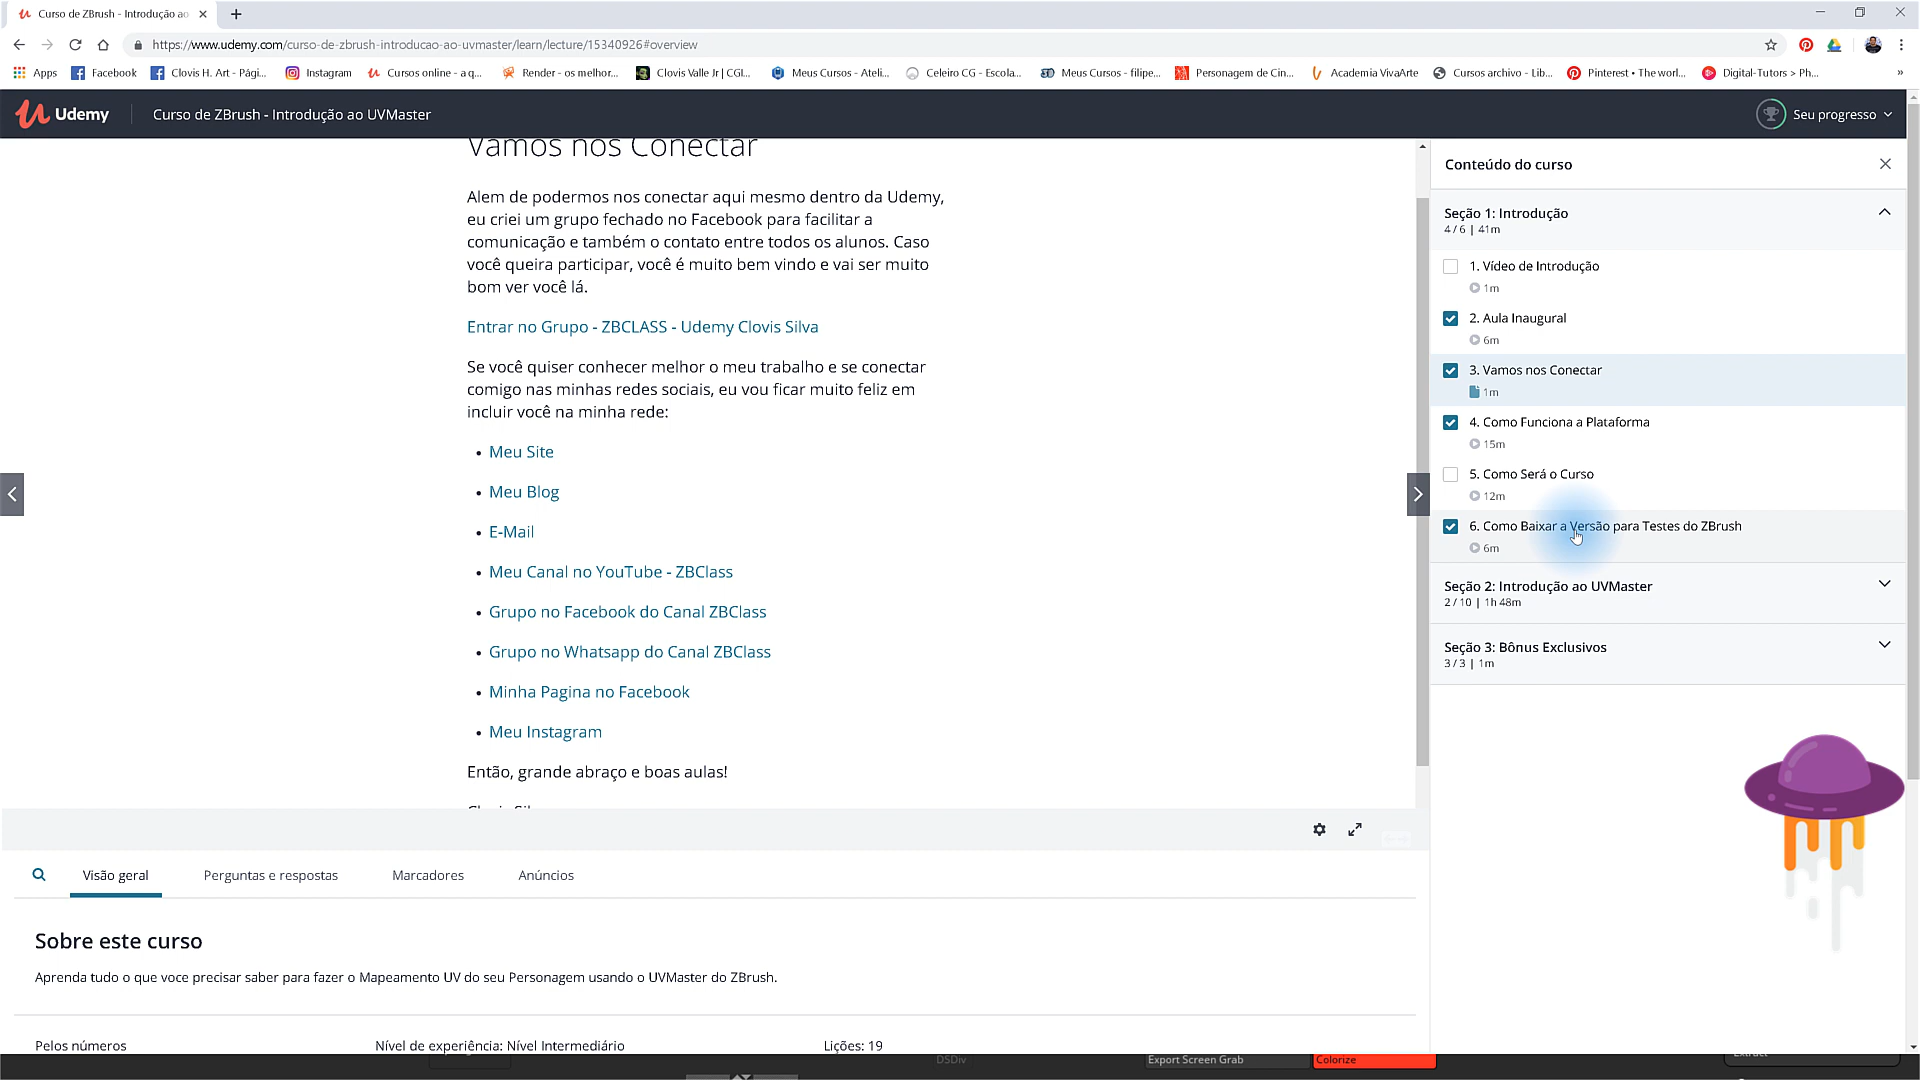 Curso de ZBrush - Introdução ao
https://www.udemy.com/curso-de-zbrush-introducao-ao-uvmaster/learn/lecture/15340926#overview
Apps Facebook Clovis H. Art - Pági... Instagram Cursos online - a q... Render - os melhor... Clovis Valle Jr | CGI... Meus Cursos - Ateli... Celeiro CG - Escola... Meus Cursos - filipe... Personagem de Cin... Academia VivaArte Cursos archivo - Lib... Pinterest • The worl... Digital-Tutors > Ph... »
Udemy Curso de ZBrush - Introdução ao UVMaster Seu progresso
Vamos nos Conectar
Alem de podermos nos conectar aqui mesmo dentro da Udemy,
eu criei um grupo fechado no Facebook para facilitar a
comunicação e também o contato entre todos os alunos. Caso
você queira participar, você é muito bem vindo e vai ser muito
bom ver você lá.
Entrar no Grupo - ZBCLASS - Udemy Clovis Silva
Se você quiser conhecer melhor o meu trabalho e se conectar
comigo nas minhas redes sociais, eu vou ficar muito feliz em
incluir você na minha rede:
• Meu Site
• Meu Blog
• E-Mail
• Meu Canal no YouTube - ZBClass
• Grupo no Facebook do Canal ZBClass
• Grupo no Whatsapp do Canal ZBClass
• Minha Pagina no Facebook
• Meu Instagram
Então, grande abraço e boas aulas!
Conteúdo do curso
Seção 1: Introdução
4 / 6 | 41m
1. Vídeo de Introdução
1m
2. Aula Inaugural
6m
3. Vamos nos Conectar
1m
4. Como Funciona a Plataforma
15m
5. Como Será o Curso
12m
6. Como Baixar a Versão para Testes do ZBrush
6m
Seção 2: Introdução ao UVMaster
2 / 10 | 1h 48m
Seção 3: Bônus Exclusivos
3 / 3 | 1m
Visão geral Perguntas e respostas Marcadores Anúncios
Sobre este curso
Aprenda tudo o que voce precisar saber para fazer o Mapeamento UV do seu Personagem usando o UVMaster do ZBrush.
Pelos números Nível de experiência: Nível Intermediário Lições: 19
DSDiv Export Screen Grab Colorize